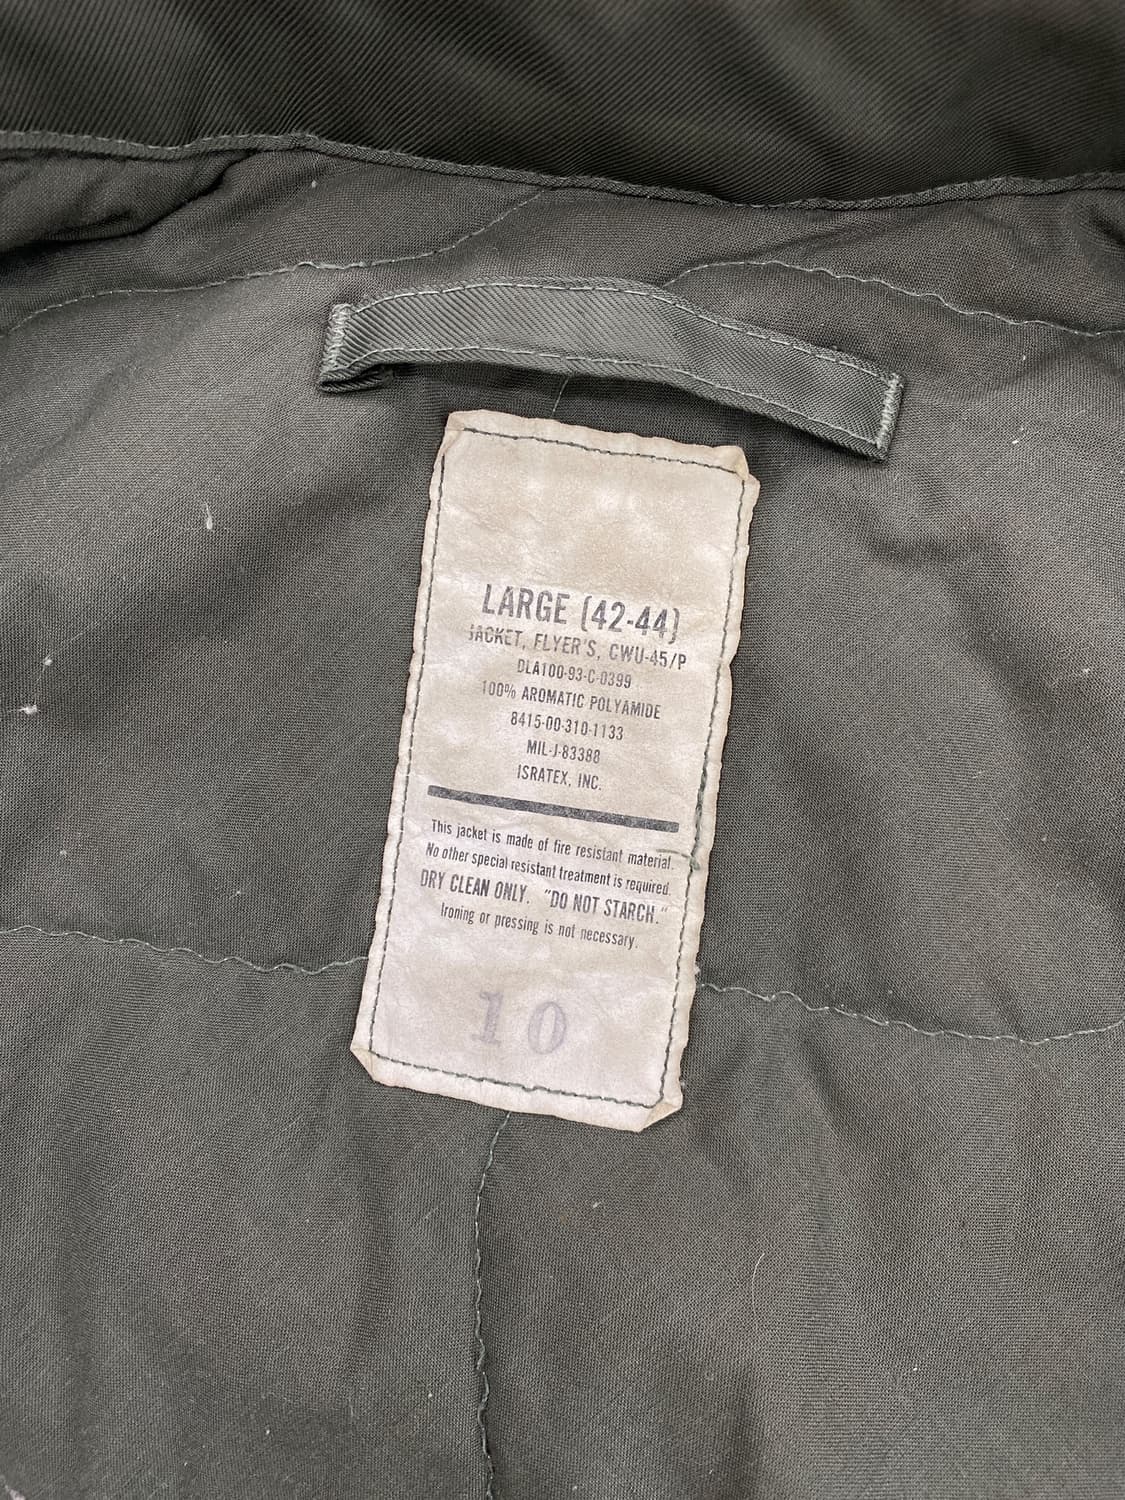 LARGE (42-44)
JACKET, FLYER'S, CWU-45/P
DLA100-93-C-0399
100% AROMATIC POLYAMIDE
8415-00-310-1133
MIL-J-83388
ISRATEX, INC.
This jacket is made of fire resistant material.
No other special resistant treatment is required.
DRY CLEAN ONLY. "DO NOT STARCH."
Ironing or pressing is not necessary.
10